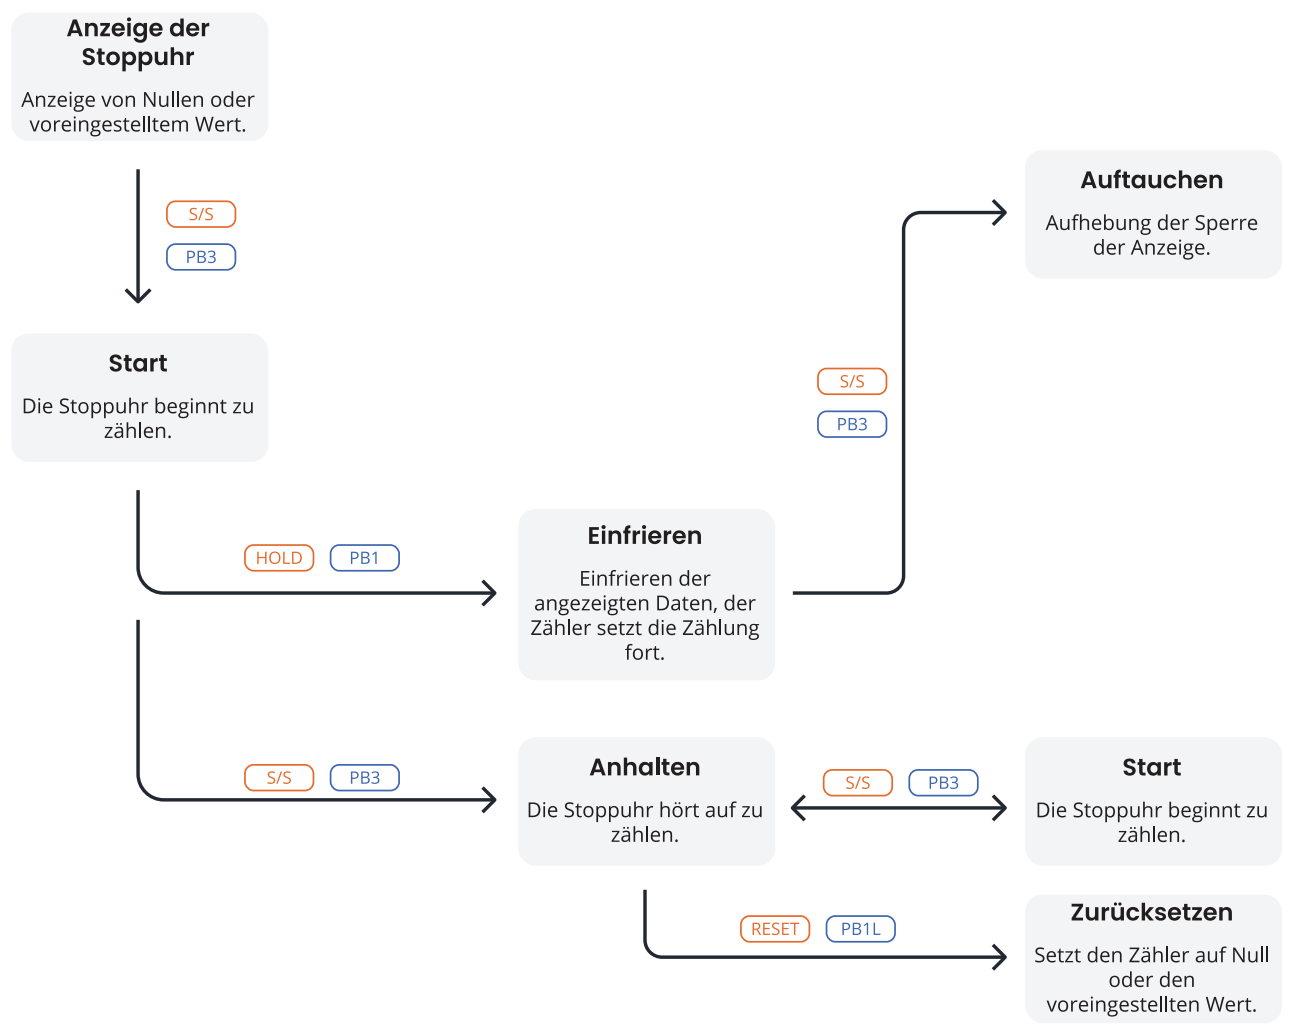 Anzeige der
Stoppuhr
Anzeige von Nullen oder
voreingestelltem Wert.
S/S
PB3
Start
Die Stoppuhr beginnt zu
zählen.
HOLD PB1
Einfrieren
Einfrieren der
angezeigten Daten, der
Zähler setzt die Zählung
fort.
S/S
PB3
Auftauchen
Aufhebung der Sperre
der Anzeige.
S/S PB3
Anhalten
Die Stoppuhr hört auf zu
zählen.
S/S PB3
Start
Die Stoppuhr beginnt zu
zählen.
RESET PB1L
Zurücksetzen
Setzt den Zähler auf Null
oder den
voreingestellten Wert.